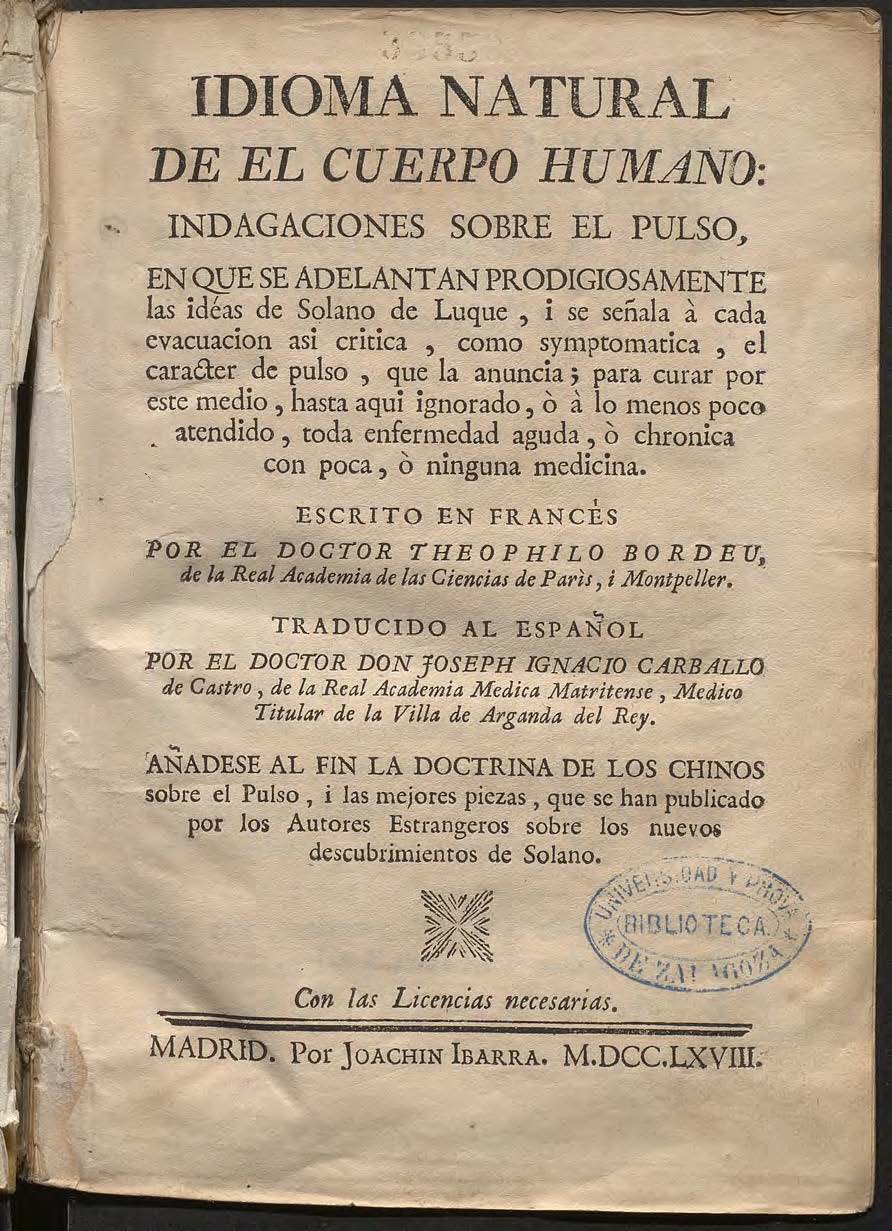 IDIOMA NATURAL
DE EL CUERPO HUMANO:
INDAGACIONES SOBRE EL PULSO,
EN QUE SE ADELANTAN PRODIGIOSAMENTE
las idéas de Solano de Luque , i se señala à cada
evacuacion asi critica , como symptomatica , el
caracter de pulso , que la anuncia ; para curar por
este medio , hasta aqui ignorado , ò à lo menos poco
atendido , toda enfermedad aguda , ò chronica
con poca , ò ninguna medicina.
ESCRITO EN FRANCÈS
POR EL DOCTOR THEOPHILO BORDEU,
de la Real Academia de las Ciencias de Parìs , i Montpeller.
TRADUCIDO AL ESPAÑOL
POR EL DOCTOR DON JOSEPH IGNACIO CARBALLO
de Castro , de la Real Academia Medica Matritense , Medico
Titular de la Villa de Arganda del Rey.
AÑADESE AL FIN LA DOCTRINA DE LOS CHINOS
sobre el Pulso , i las mejores piezas , que se han publicado
por los Autores Estrangeros sobre los nuevos
descubrimientos de Solano.
UNIVERSIDAD Y PROVA
BIBLIOTECA
DE ZARAGOZA
Con las Licencias necesarias.
MADRID. Por JOACHIN IBARRA. M.DCC.LXVIII.